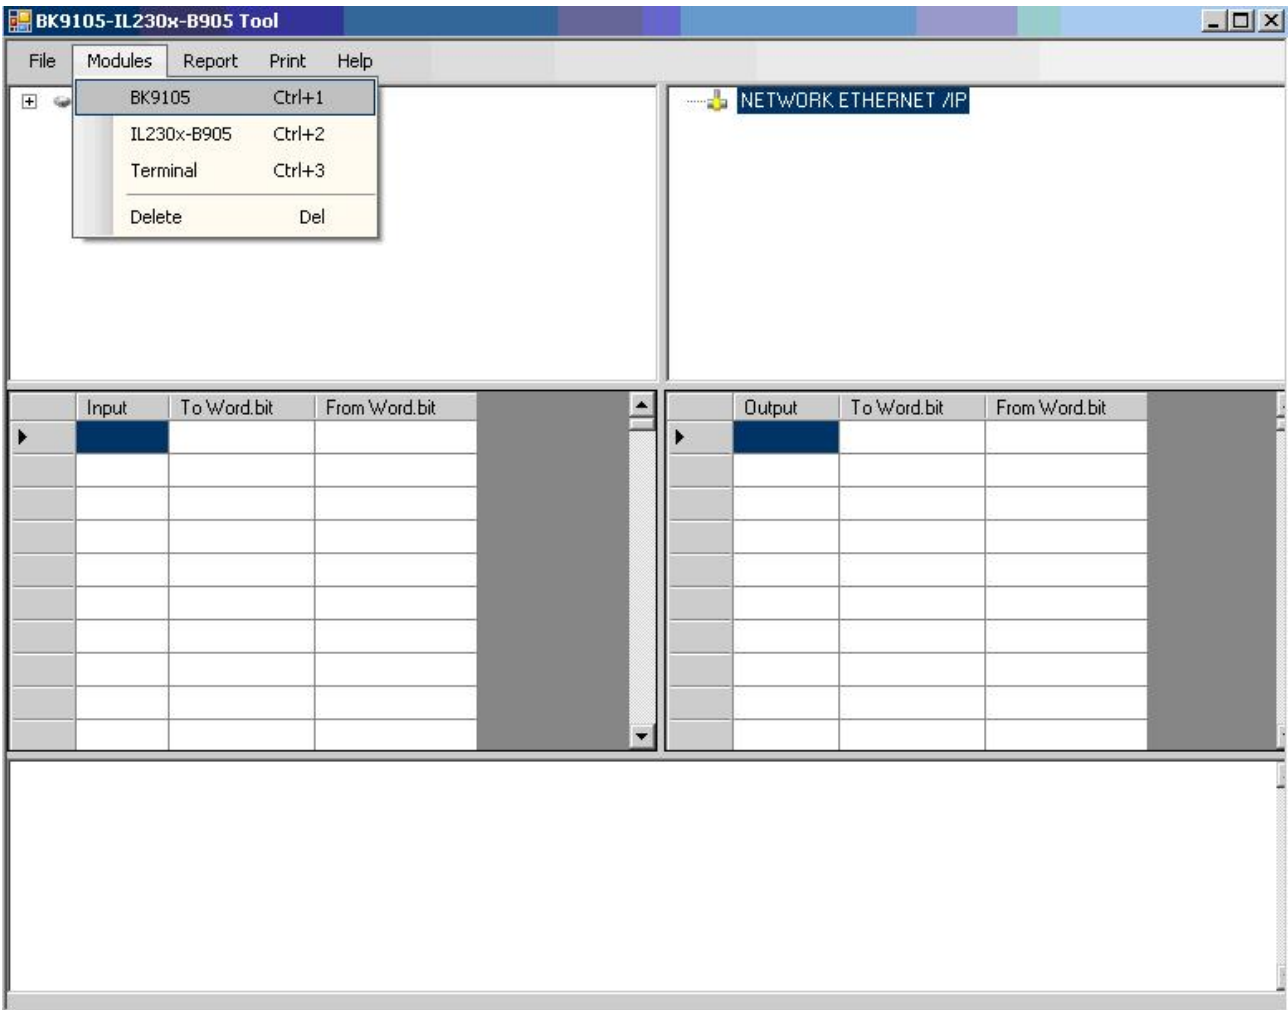 BK9105-IL230x-B905 Tool
File Modules Report Print Help
BK9105 Ctrl+1
IL230x-B905 Ctrl+2
Terminal Ctrl+3
Delete Del
NETWORK ETHERNET /IP
Input To Word.bit From Word.bit
Output To Word.bit From Word.bit